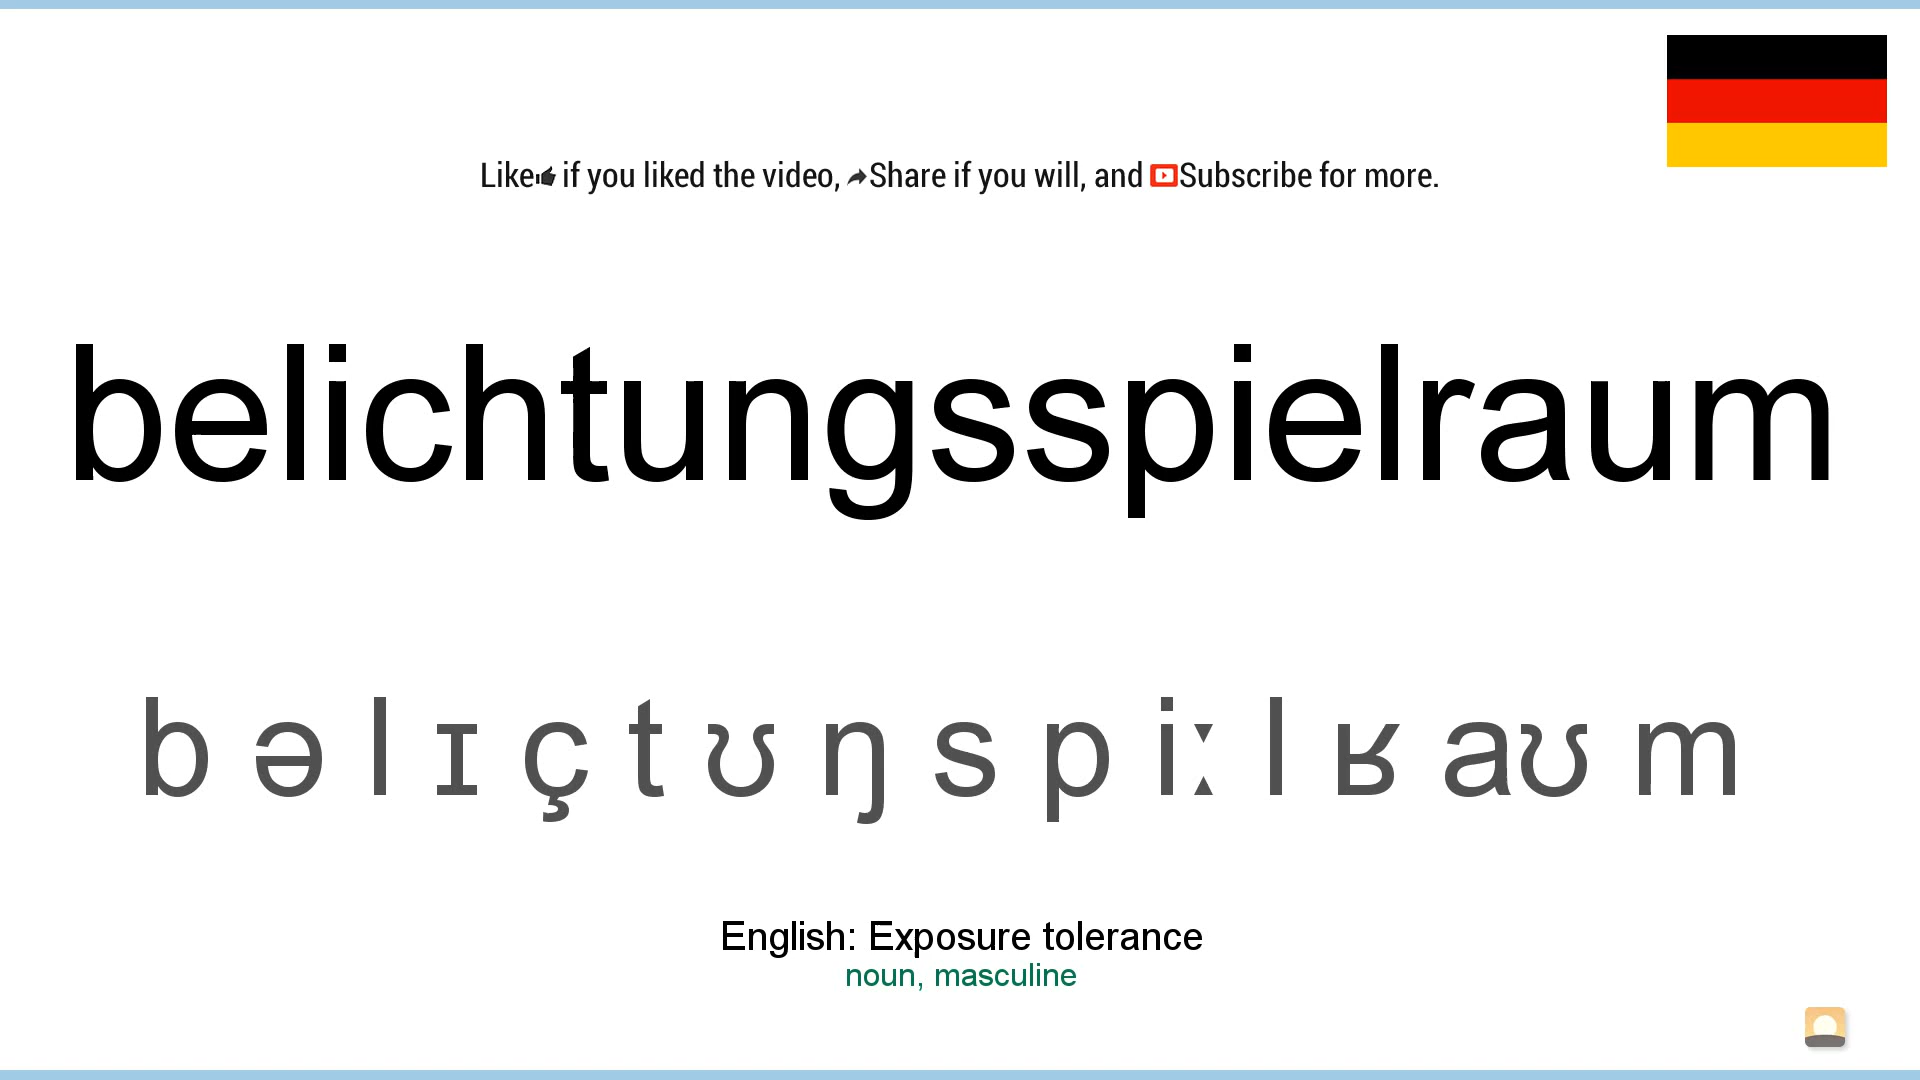 Like if you liked the video, Share if you will, and Subscribe for more.
belichtungsspielraum
b ə l ɪ ç t ʊ ŋ s p iː l ʁ aʊ m
English: Exposure tolerance
noun, masculine